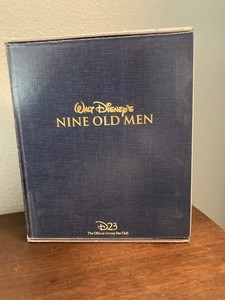 Walt Disney's
NINE OLD MEN
D23
The Official Disney Fan Club